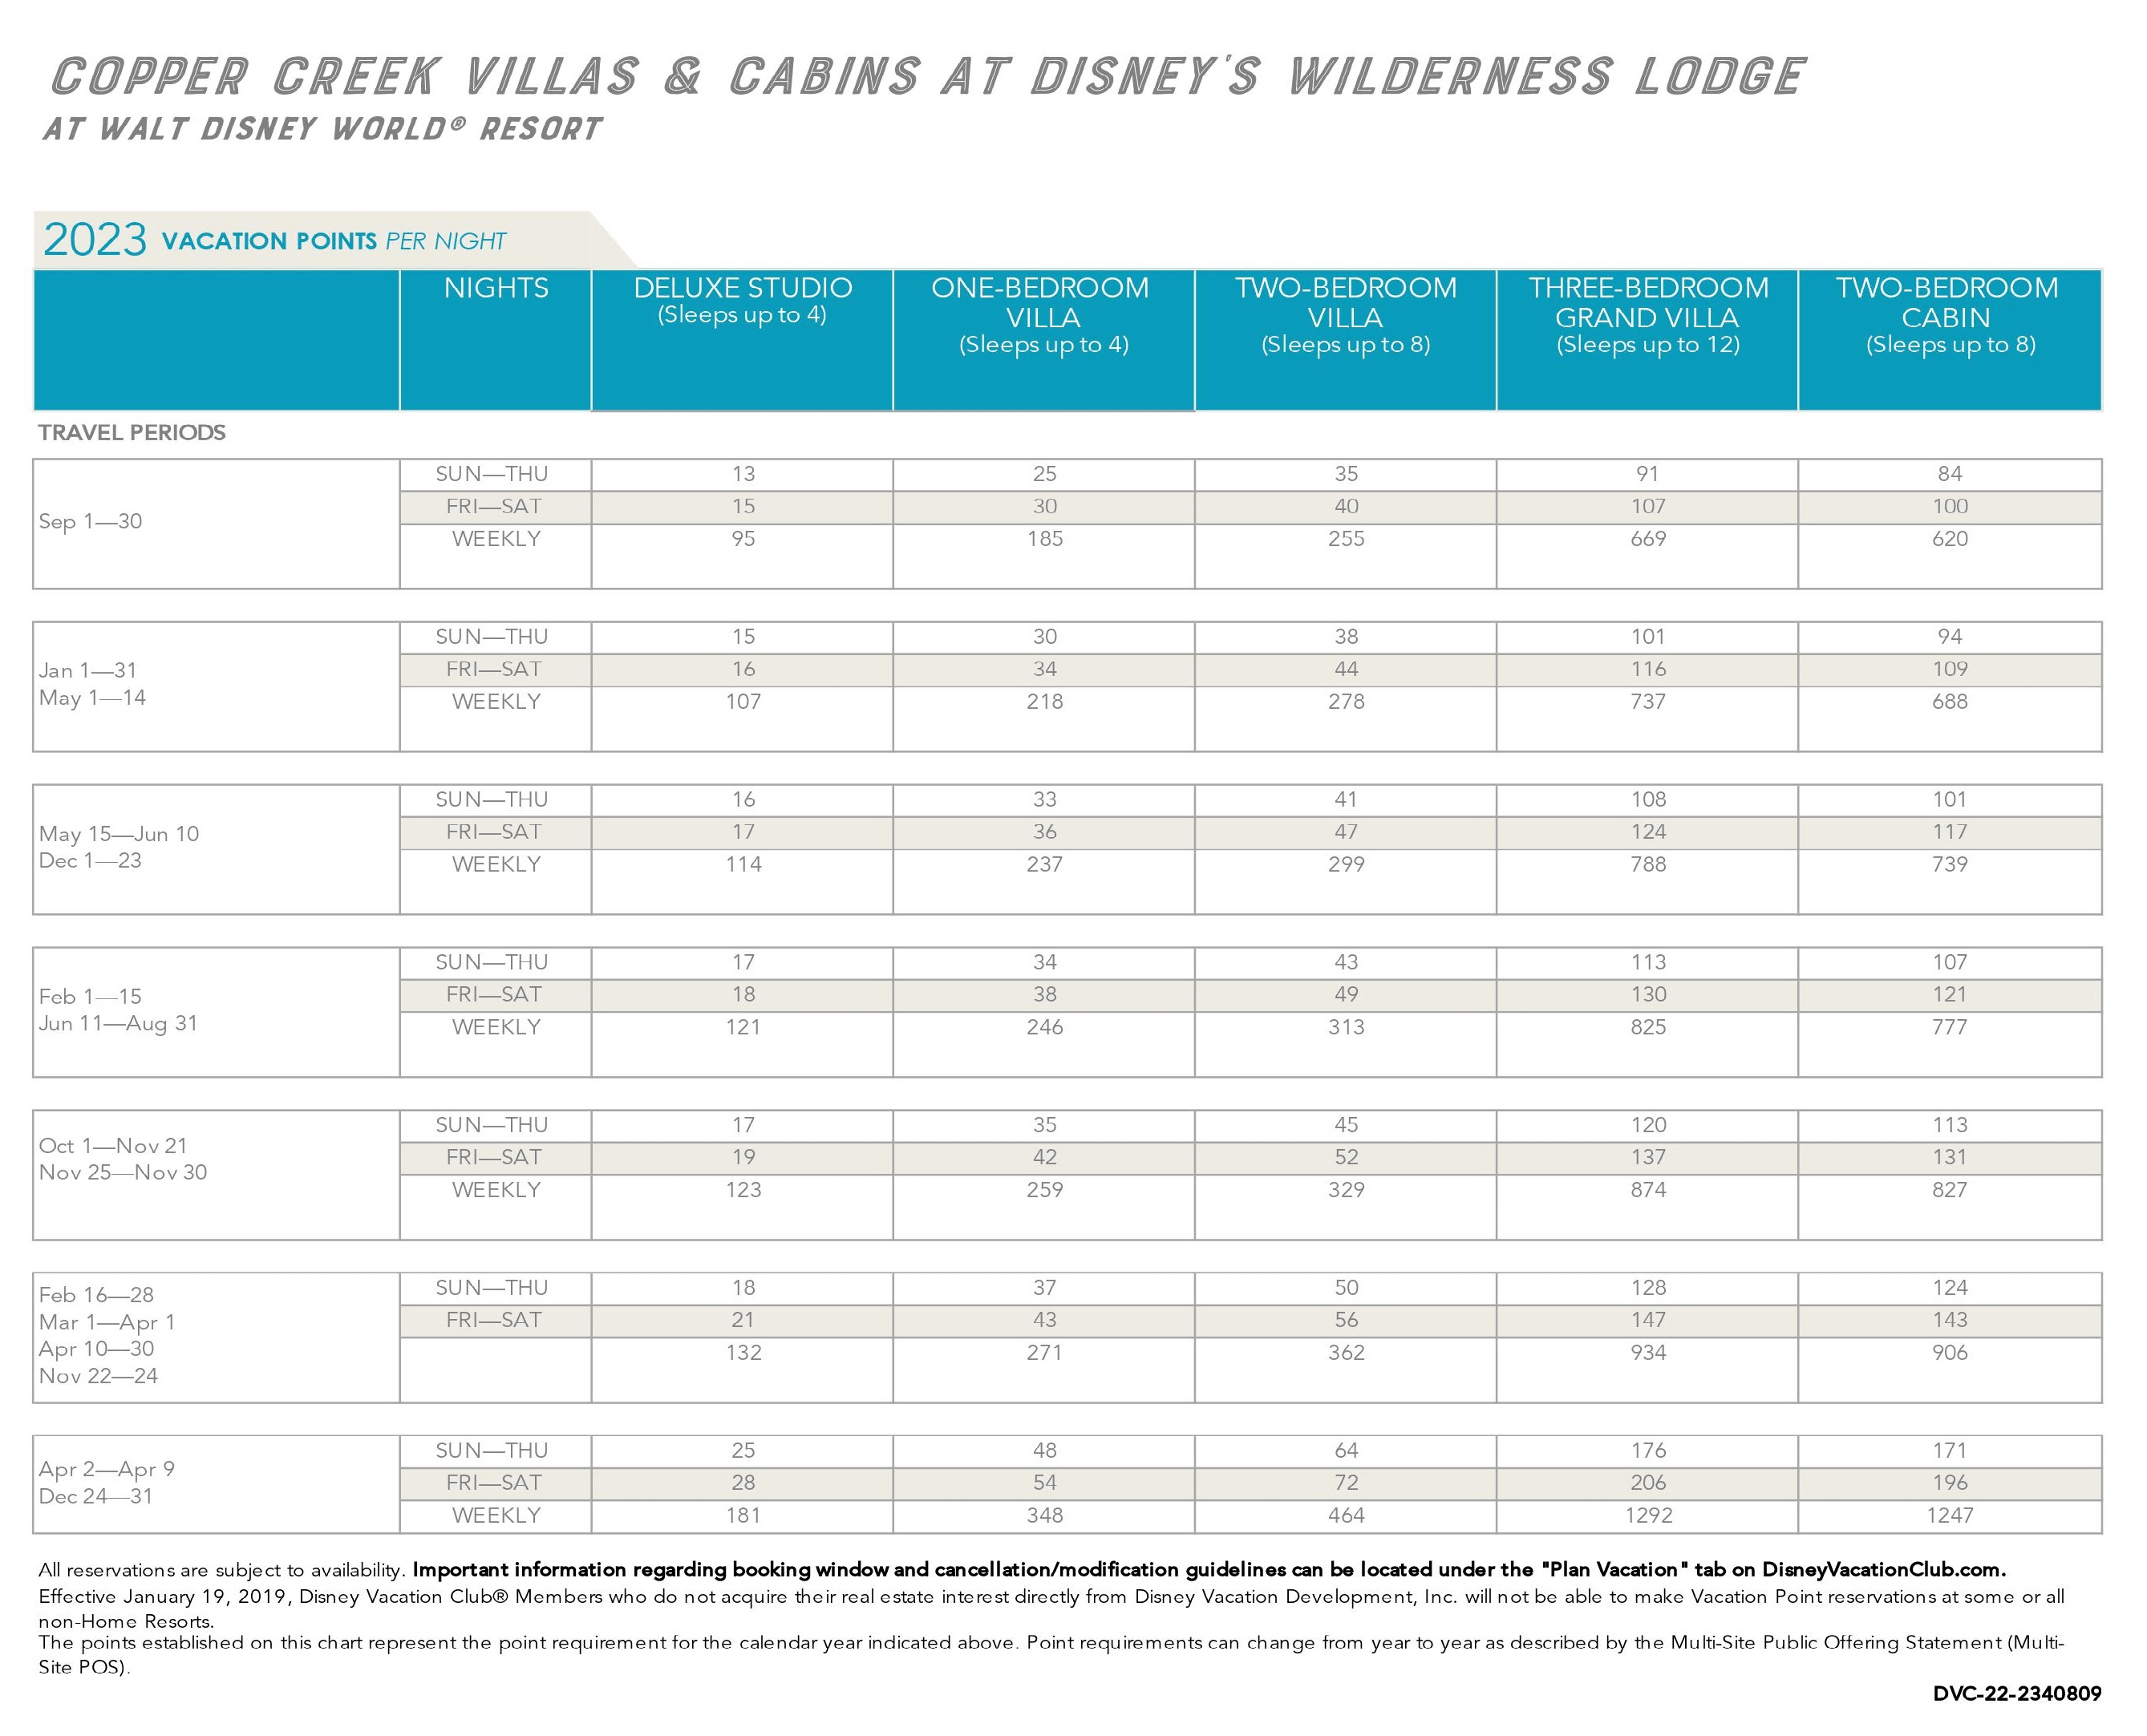 COPPER CREEK VILLAS & CABINS AT DISNEY'S WILDERNESS LODGE
AT WALT DISNEY WORLD® RESORT
2023 VACATION POINTS PER NIGHT
NIGHTS DELUXE STUDIO (Sleeps up to 4) ONE-BEDROOM VILLA (Sleeps up to 4) TWO-BEDROOM VILLA (Sleeps up to 8) THREE-BEDROOM GRAND VILLA (Sleeps up to 12) TWO-BEDROOM CABIN (Sleeps up to 8)
TRAVEL PERIODS
Sep 1—30
SUN—THU 13 25 35 91 84
FRI—SAT 15 30 40 107 100
WEEKLY 95 185 255 669 620
Jan 1—31
May 1—14
SUN—THU 15 30 38 101 94
FRI—SAT 16 34 44 116 109
WEEKLY 107 218 278 737 688
May 15—Jun 10
Dec 1—23
SUN—THU 16 33 41 108 101
FRI—SAT 17 36 47 124 117
WEEKLY 114 237 299 788 739
Feb 1—15
Jun 11—Aug 31
SUN—THU 17 34 43 113 107
FRI—SAT 18 38 49 130 121
WEEKLY 121 246 313 825 777
Oct 1—Nov 21
Nov 25—Nov 30
SUN—THU 17 35 45 120 113
FRI—SAT 19 42 52 137 131
WEEKLY 123 259 329 874 827
Feb 16—28
Mar 1—Apr 1
Apr 10—30
Nov 22—24
SUN—THU 18 37 50 128 124
FRI—SAT 21 43 56 147 143
132 271 362 934 906
Apr 2—Apr 9
Dec 24—31
SUN—THU 25 48 64 176 171
FRI—SAT 28 54 72 206 196
WEEKLY 181 348 464 1292 1247
All reservations are subject to availability. Important information regarding booking window and cancellation/modification guidelines can be located under the "Plan Vacation" tab on DisneyVacationClub.com.
Effective January 19, 2019, Disney Vacation Club® Members who do not acquire their real estate interest directly from Disney Vacation Development, Inc. will not be able to make Vacation Point reservations at some or all
non-Home Resorts.
The points established on this chart represent the point requirement for the calendar year indicated above. Point requirements can change from year to year as described by the Multi-Site Public Offering Statement (Multi-
Site POS).
DVC-22-2340809